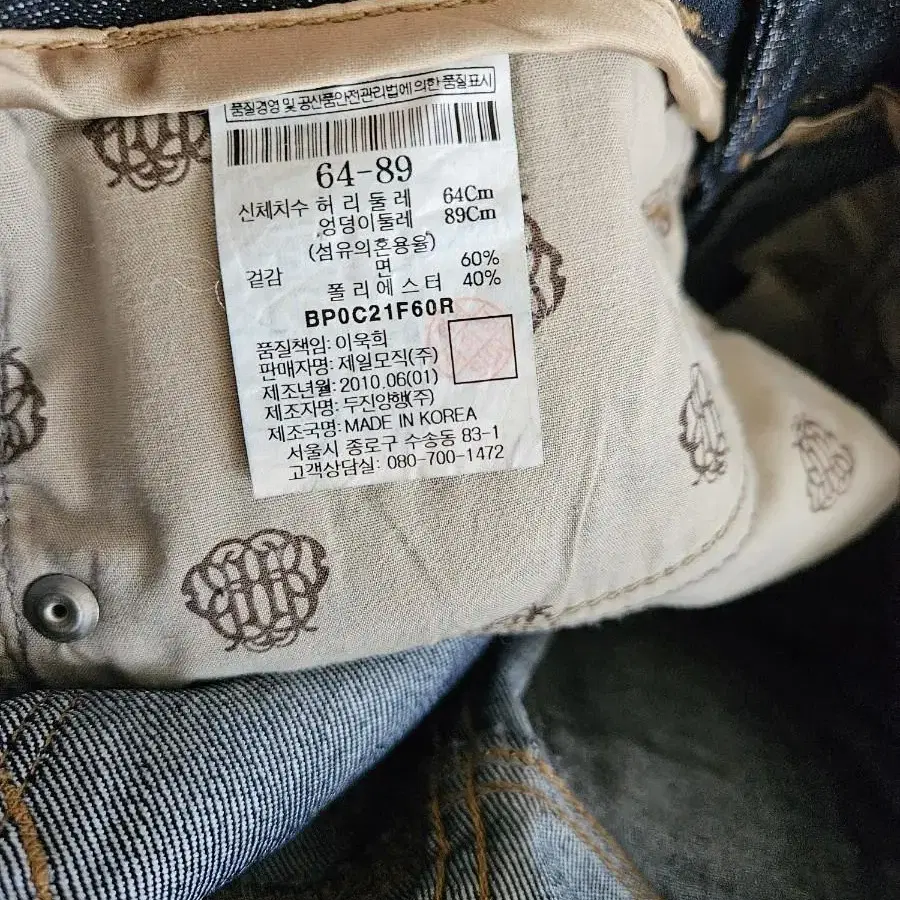 품질경영 및 공산품안전관리법에 의한 품질표시
64-89
신체치수 허 리 둘 레 64Cm
엉덩이둘레 89Cm
(섬유의혼용율)
겉감 면 60%
폴 리 에 스 터 40%
BP0C21F60R
품질책임: 이욱희
판매자명: 제일모직(주)
제조년월: 2010.06(01)
제조자명: 두진양행(주)
제조국명: MADE IN KOREA
서울시 종로구 수송동 83-1
고객상담실: 080-700-1472